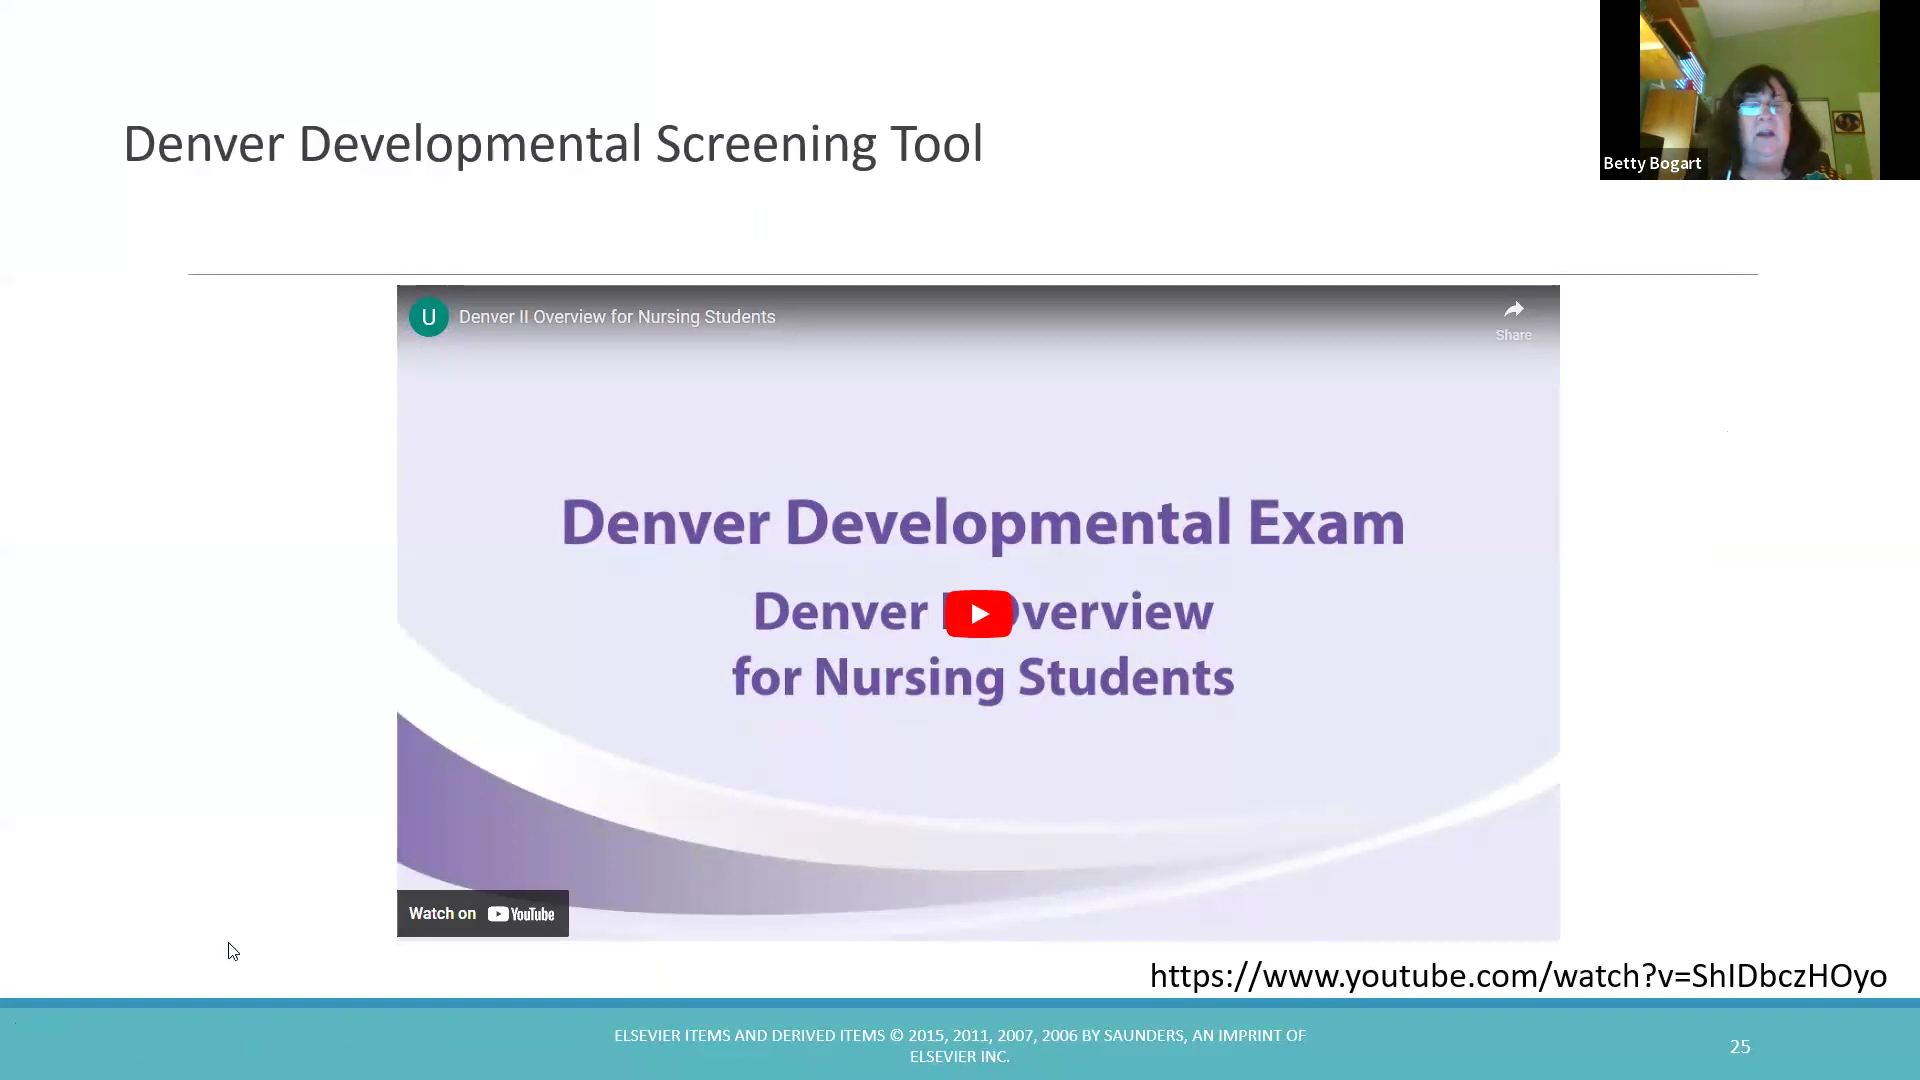 Denver Developmental Screening Tool
Betty Bogart
U
Denver II Overview for Nursing Students
Share
Denver Developmental Exam
Denver verview
for Nursing Students
Watch on YouTube
https://www.youtube.com/watch?v=ShIDbczHOyo
ELSEVIER ITEMS AND DERIVED ITEMS © 2015, 2011, 2007, 2006 BY SAUNDERS, AN IMPRINT OF
ELSEVIER INC.
25